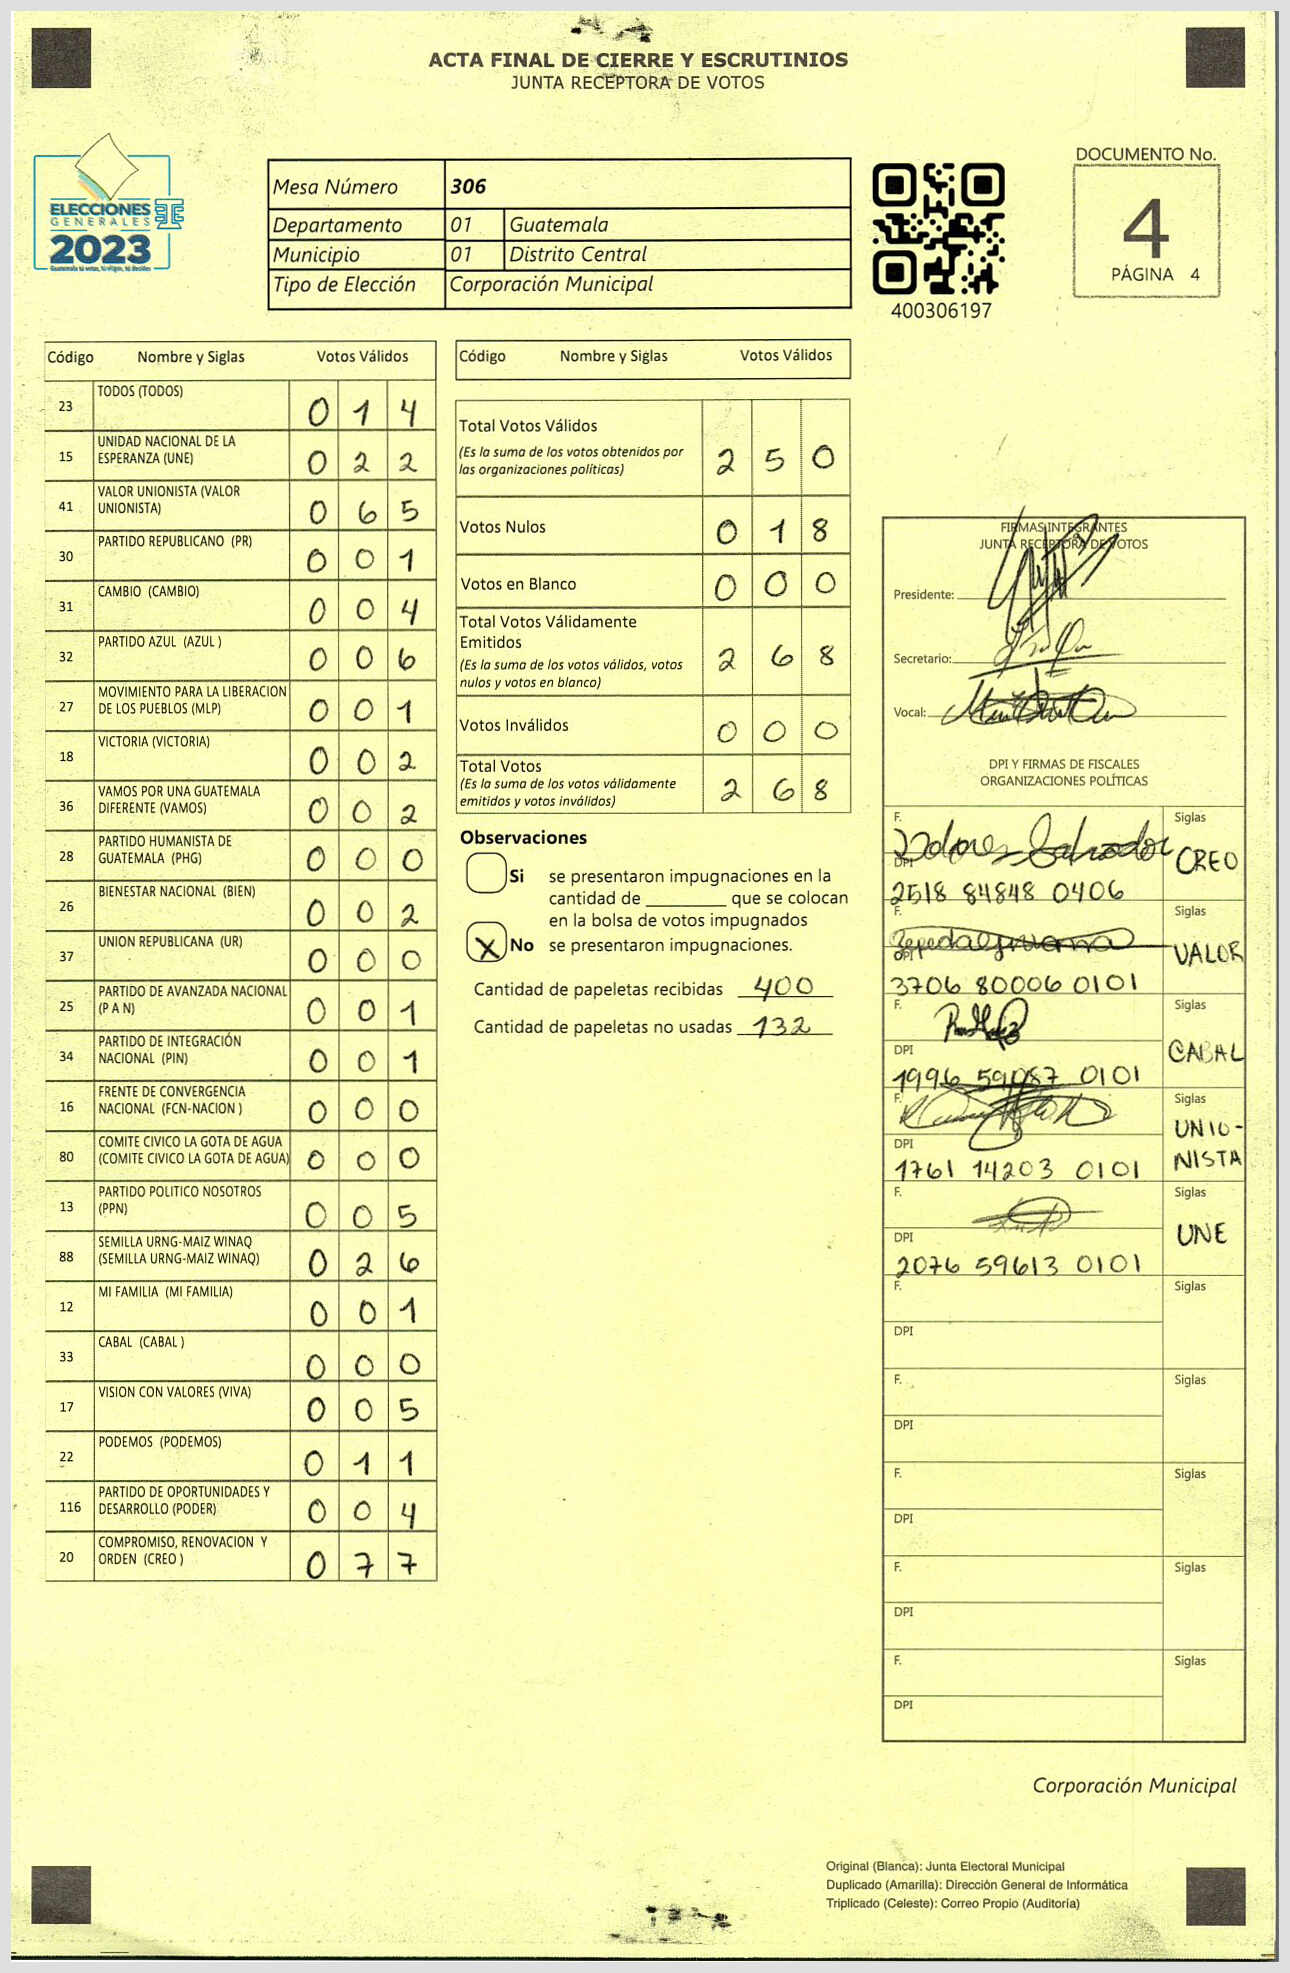 ACTA FINAL DE CIERRE Y ESCRUTINIOS
JUNTA RECEPTORA DE VOTOS
ELECCIONES
GENERALES
2023
Mesa Número 306
Departamento 01 Guatemala
Municipio 01 Distrito Central
Tipo de Elección Corporación Municipal
400306197
DOCUMENTO No.
4
PÁGINA 4
Código Nombre y Siglas Votos Válidos
23 TODOS (TODOS) 0 1 4
15 UNIDAD NACIONAL DE LA
ESPERANZA (UNE) 0 2 2
41 VALOR UNIONISTA (VALOR
UNIONISTA) 0 6 5
30 PARTIDO REPUBLICANO (PR) 0 0 1
31 CAMBIO (CAMBIO) 0 0 4
32 PARTIDO AZUL (AZUL ) 0 0 6
27 MOVIMIENTO PARA LA LIBERACION
DE LOS PUEBLOS (MLP) 0 0 1
18 VICTORIA (VICTORIA) 0 0 2
36 VAMOS POR UNA GUATEMALA
DIFERENTE (VAMOS) 0 0 2
28 PARTIDO HUMANISTA DE
GUATEMALA (PHG) 0 0 0
26 BIENESTAR NACIONAL (BIEN) 0 0 2
37 UNION REPUBLICANA (UR) 0 0 0
25 PARTIDO DE AVANZADA NACIONAL
(P A N) 0 0 1
34 PARTIDO DE INTEGRACIÓN
NACIONAL (PIN) 0 0 1
16 FRENTE DE CONVERGENCIA
NACIONAL (FCN-NACION ) 0 0 0
80 COMITE CIVICO LA GOTA DE AGUA
(COMITE CIVICO LA GOTA DE AGUA) 0 0 0
13 PARTIDO POLITICO NOSOTROS
(PPN) 0 0 5
88 SEMILLA URNG-MAIZ WINAQ
(SEMILLA URNG-MAIZ WINAQ) 0 2 6
12 MI FAMILIA (MI FAMILIA) 0 0 1
33 CABAL (CABAL ) 0 0 0
17 VISION CON VALORES (VIVA) 0 0 5
22 PODEMOS (PODEMOS) 0 1 1
116 PARTIDO DE OPORTUNIDADES Y
DESARROLLO (PODER) 0 0 4
20 COMPROMISO, RENOVACION Y
ORDEN (CREO ) 0 7 7
Código Nombre y Siglas Votos Válidos
Total Votos Válidos
(Es la suma de los votos obtenidos por
las organizaciones políticas) 2 5 0
Votos Nulos 0 1 8
Votos en Blanco 0 0 0
Total Votos Válidamente
Emitidos
(Es la suma de los votos válidos, votos
nulos y votos en blanco) 2 6 8
Votos Inválidos 0 0 0
Total Votos
(Es la suma de los votos válidamente
emitidos y votos inválidos) 2 6 8
Observaciones
Si se presentaron impugnaciones en la
cantidad de ________ que se colocan
en la bolsa de votos impugnados
X No se presentaron impugnaciones.
Cantidad de papeletas recibidas 400
Cantidad de papeletas no usadas 132
FIRMAS INTEGRANTES
JUNTA RECEPTORA DE VOTOS
Presidente:
Secretario:
Vocal:
DPI Y FIRMAS DE FISCALES
ORGANIZACIONES POLÍTICAS
F. Siglas
Dolores Salvador CREO
DPI
2518 84848 0406
F. Siglas
VALOR
DPI
3706 80006 0101
F. Siglas
CABAL
DPI
1996 59087 0101
F. Siglas
UNIO-
NISTA
DPI
1761 14203 0101
F. Siglas
UNE
DPI
2076 59613 0101
F. Siglas
DPI
F. Siglas
DPI
F. Siglas
DPI
F. Siglas
DPI
F. Siglas
DPI
Corporación Municipal
Original (Blanca): Junta Electoral Municipal
Duplicado (Amarilla): Dirección General de Informática
Triplicado (Celeste): Correo Propio (Auditoría)